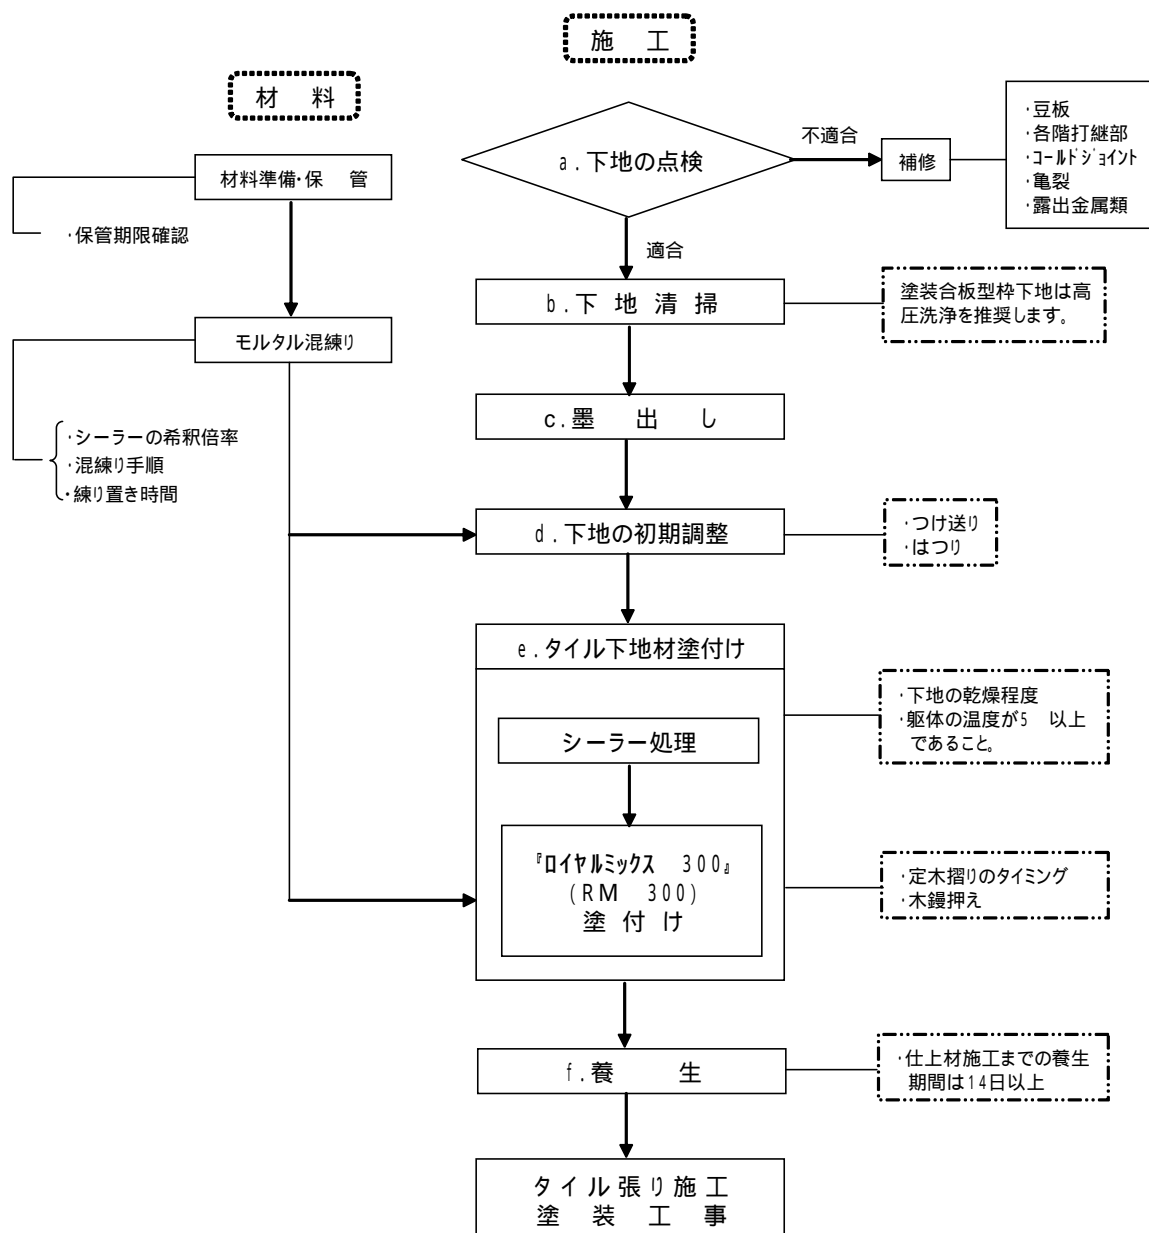 施 工
材 料
a.下地の点検
不適合
補修
・豆板
・各階打継部
・コールドジョイント
・亀裂
・露出金属類
材料準備・保 管
・保管期限確認
適合
b.下 地 清 掃
塗装合板型枠下地は高
圧洗浄を推奨します。
モルタル混練り
c.墨 出 し
・シーラーの希釈倍率
・混練り手順
・練り置き時間
d.下地の初期調整
・つけ送り
・はつり
e.タイル下地材塗付け
・下地の乾燥程度
・躯体の温度が5 以上
であること。
シーラー処理
『ロイヤルミックス 300』
(RM 300)
塗 付 け
・定木摺りのタイミング
・木鏝押え
f.養 生
・仕上材施工までの養生
期間は14日以上
タ イ ル 張 り 施 工
塗 装 工 事